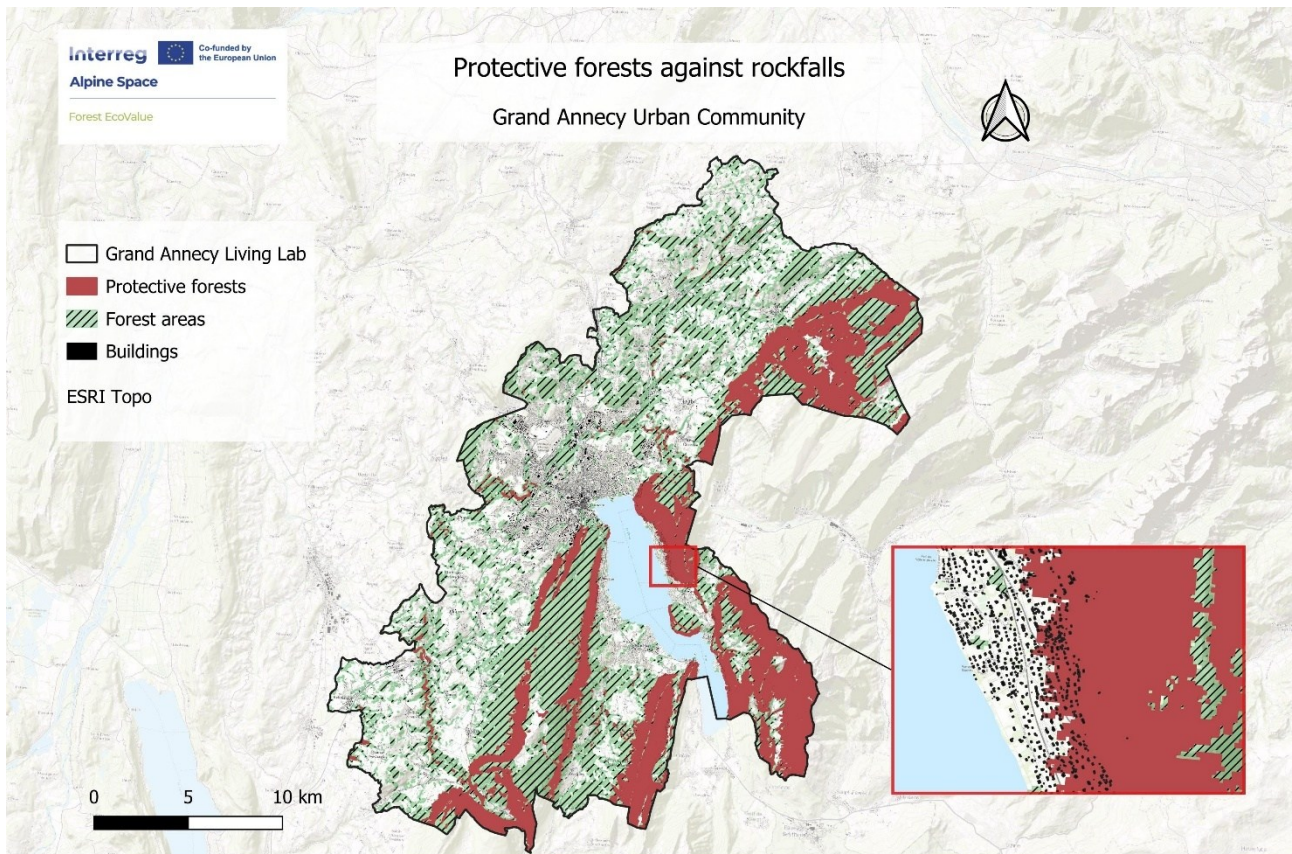 Interreg
Co-funded by
the European Union
Alpine Space
Forest EcoValue
Protective forests against rockfalls
Grand Annecy Urban Community
Grand Annecy Living Lab
Protective forests
Forest areas
Buildings
ESRI Topo
0 5 10 km